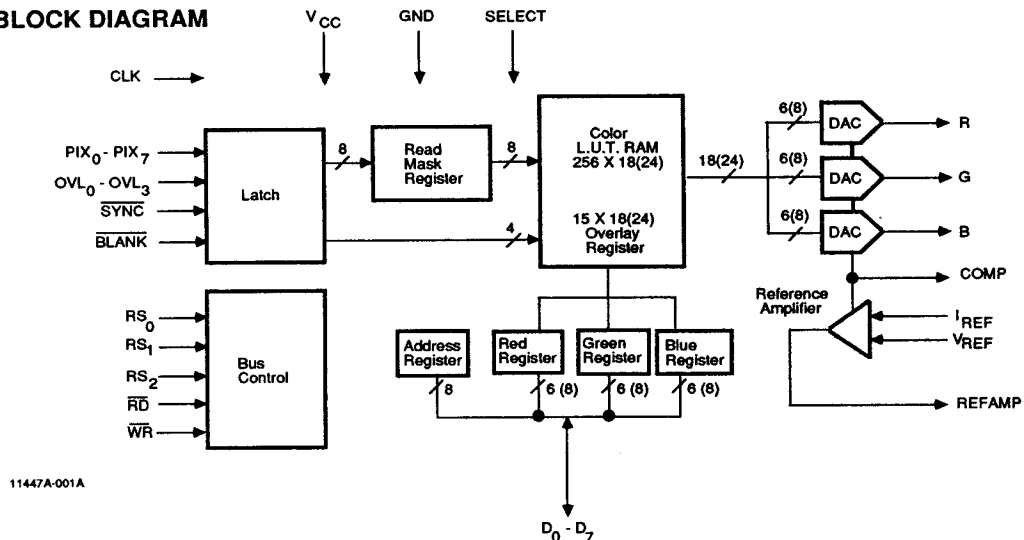 BLOCK DIAGRAM
V CC
GND
SELECT
CLK
PIX0 - PIX7
OVL0 - OVL3
SYNC
BLANK
Latch
8
Read
Mask
Register
8
4
Color
L.U.T. RAM
256 X 18(24)
15 X 18(24)
Overlay
Register
18(24)
6(8)
DAC
R
6(8)
DAC
G
6(8)
DAC
B
COMP
Reference
Amplifier
IREF
VREF
REFAMP
RS0
RS1
RS2
RD
WR
Bus
Control
Address
Register
Red
Register
Green
Register
Blue
Register
8
6 (8)
6 (8)
6 (8)
D0 - D7
11447A-001A